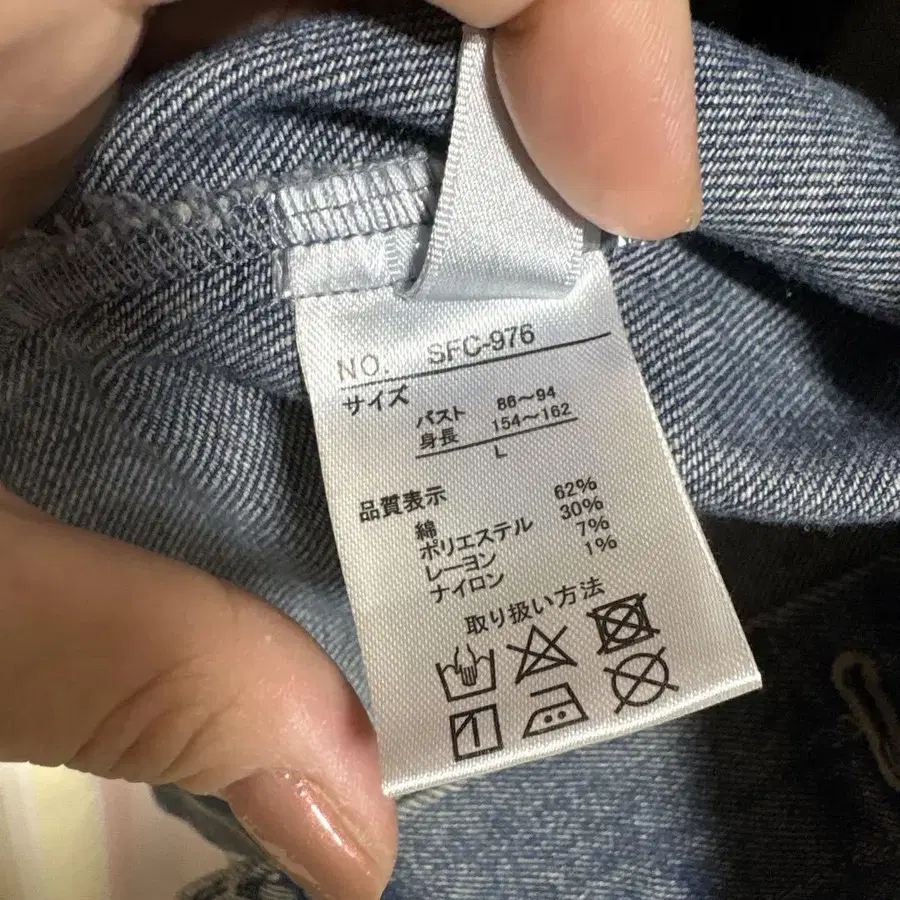 NO. SFC-976
サイズ
バスト 86～94
身長 154～162
L
品質表示
綿 62%
ポリエステル 30%
レーヨン 7%
ナイロン 1%
取り扱い方法